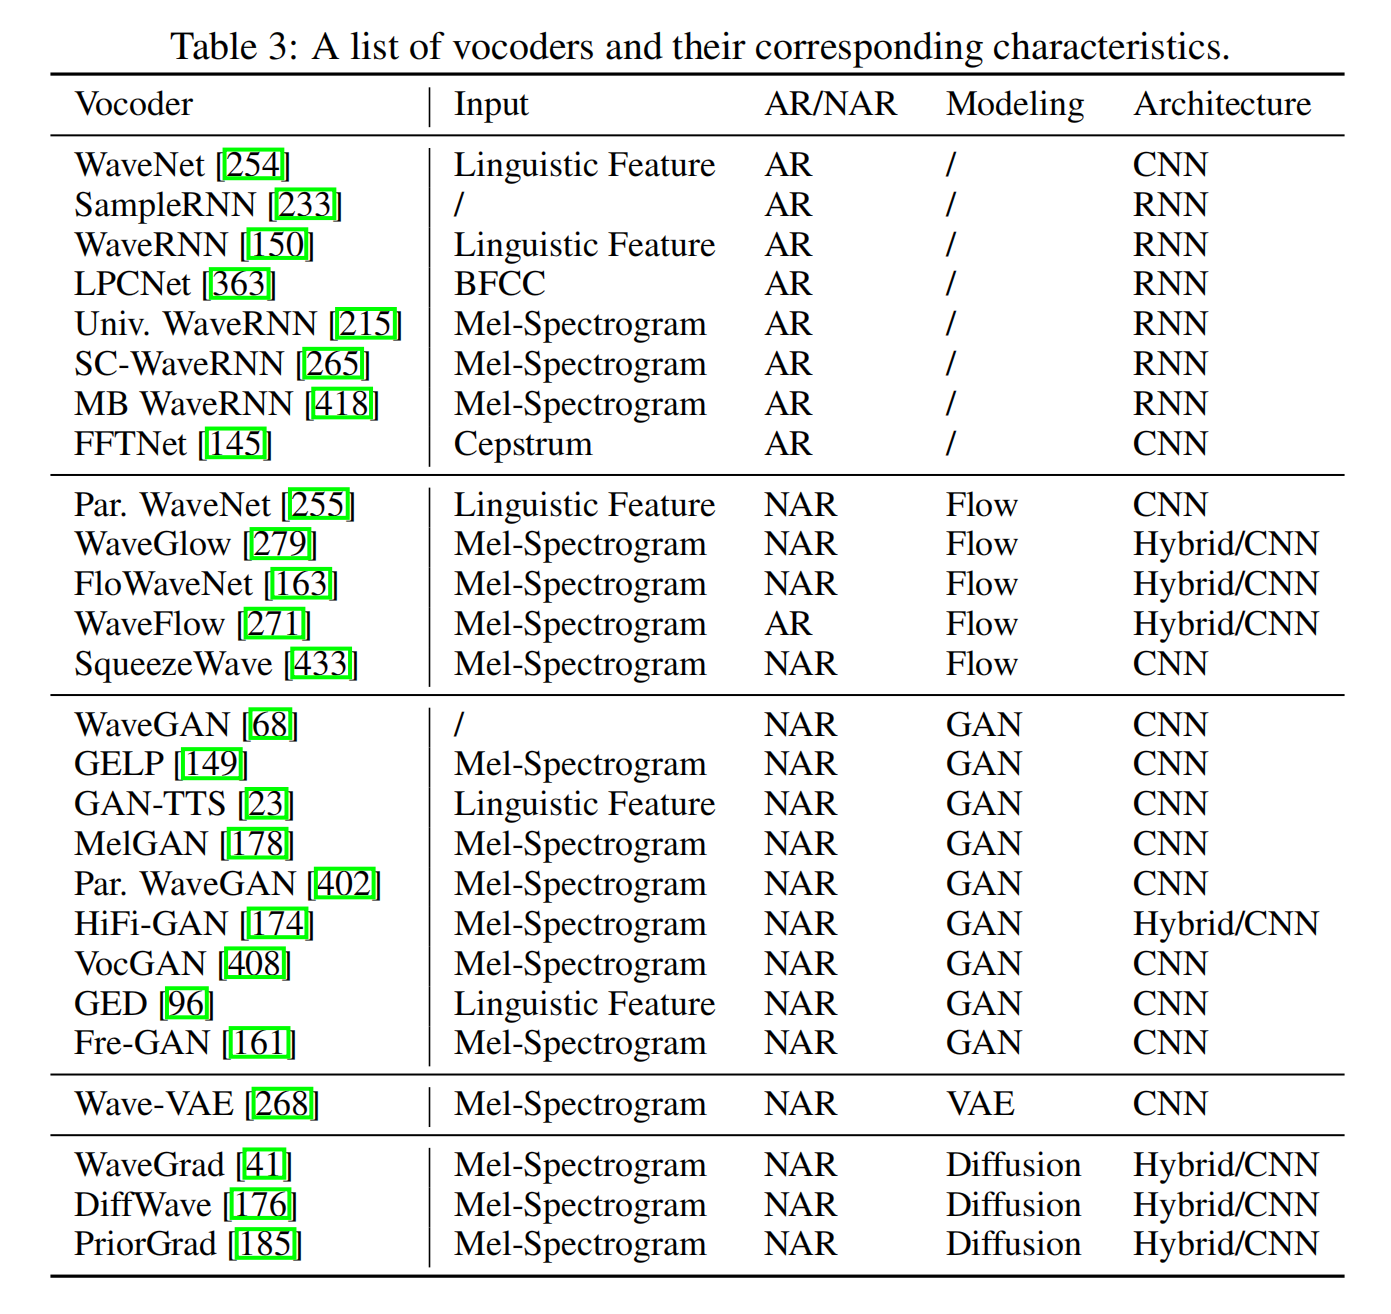 Table 3: A list of vocoders and their corresponding characteristics.
Vocoder Input AR/NAR Modeling Architecture
WaveNet [254] Linguistic Feature AR / CNN
SampleRNN [233] / AR / RNN
WaveRNN [150] Linguistic Feature AR / RNN
LPCNet [363] BFCC AR / RNN
Univ. WaveRNN [215] Mel-Spectrogram AR / RNN
SC-WaveRNN [265] Mel-Spectrogram AR / RNN
MB WaveRNN [418] Mel-Spectrogram AR / RNN
FFTNet [145] Cepstrum AR / CNN
Par. WaveNet [255] Linguistic Feature NAR Flow CNN
WaveGlow [279] Mel-Spectrogram NAR Flow Hybrid/CNN
FloWaveNet [163] Mel-Spectrogram NAR Flow Hybrid/CNN
WaveFlow [271] Mel-Spectrogram AR Flow Hybrid/CNN
SqueezeWave [433] Mel-Spectrogram NAR Flow CNN
WaveGAN [68] / NAR GAN CNN
GELP [149] Mel-Spectrogram NAR GAN CNN
GAN-TTS [23] Linguistic Feature NAR GAN CNN
MelGAN [178] Mel-Spectrogram NAR GAN CNN
Par. WaveGAN [402] Mel-Spectrogram NAR GAN CNN
HiFi-GAN [174] Mel-Spectrogram NAR GAN Hybrid/CNN
VocGAN [408] Mel-Spectrogram NAR GAN CNN
GED [96] Linguistic Feature NAR GAN CNN
Fre-GAN [161] Mel-Spectrogram NAR GAN CNN
Wave-VAE [268] Mel-Spectrogram NAR VAE CNN
WaveGrad [41] Mel-Spectrogram NAR Diffusion Hybrid/CNN
DiffWave [176] Mel-Spectrogram NAR Diffusion Hybrid/CNN
PriorGrad [185] Mel-Spectrogram NAR Diffusion Hybrid/CNN